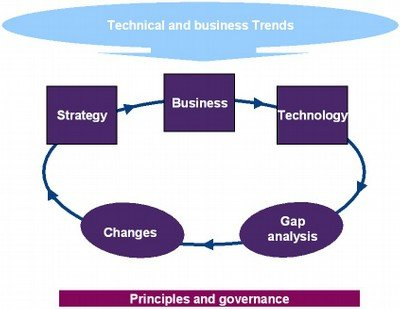 Technical and business Trends
Strategy
Business
Technology
Changes
Gap
analysis
Principles and governance